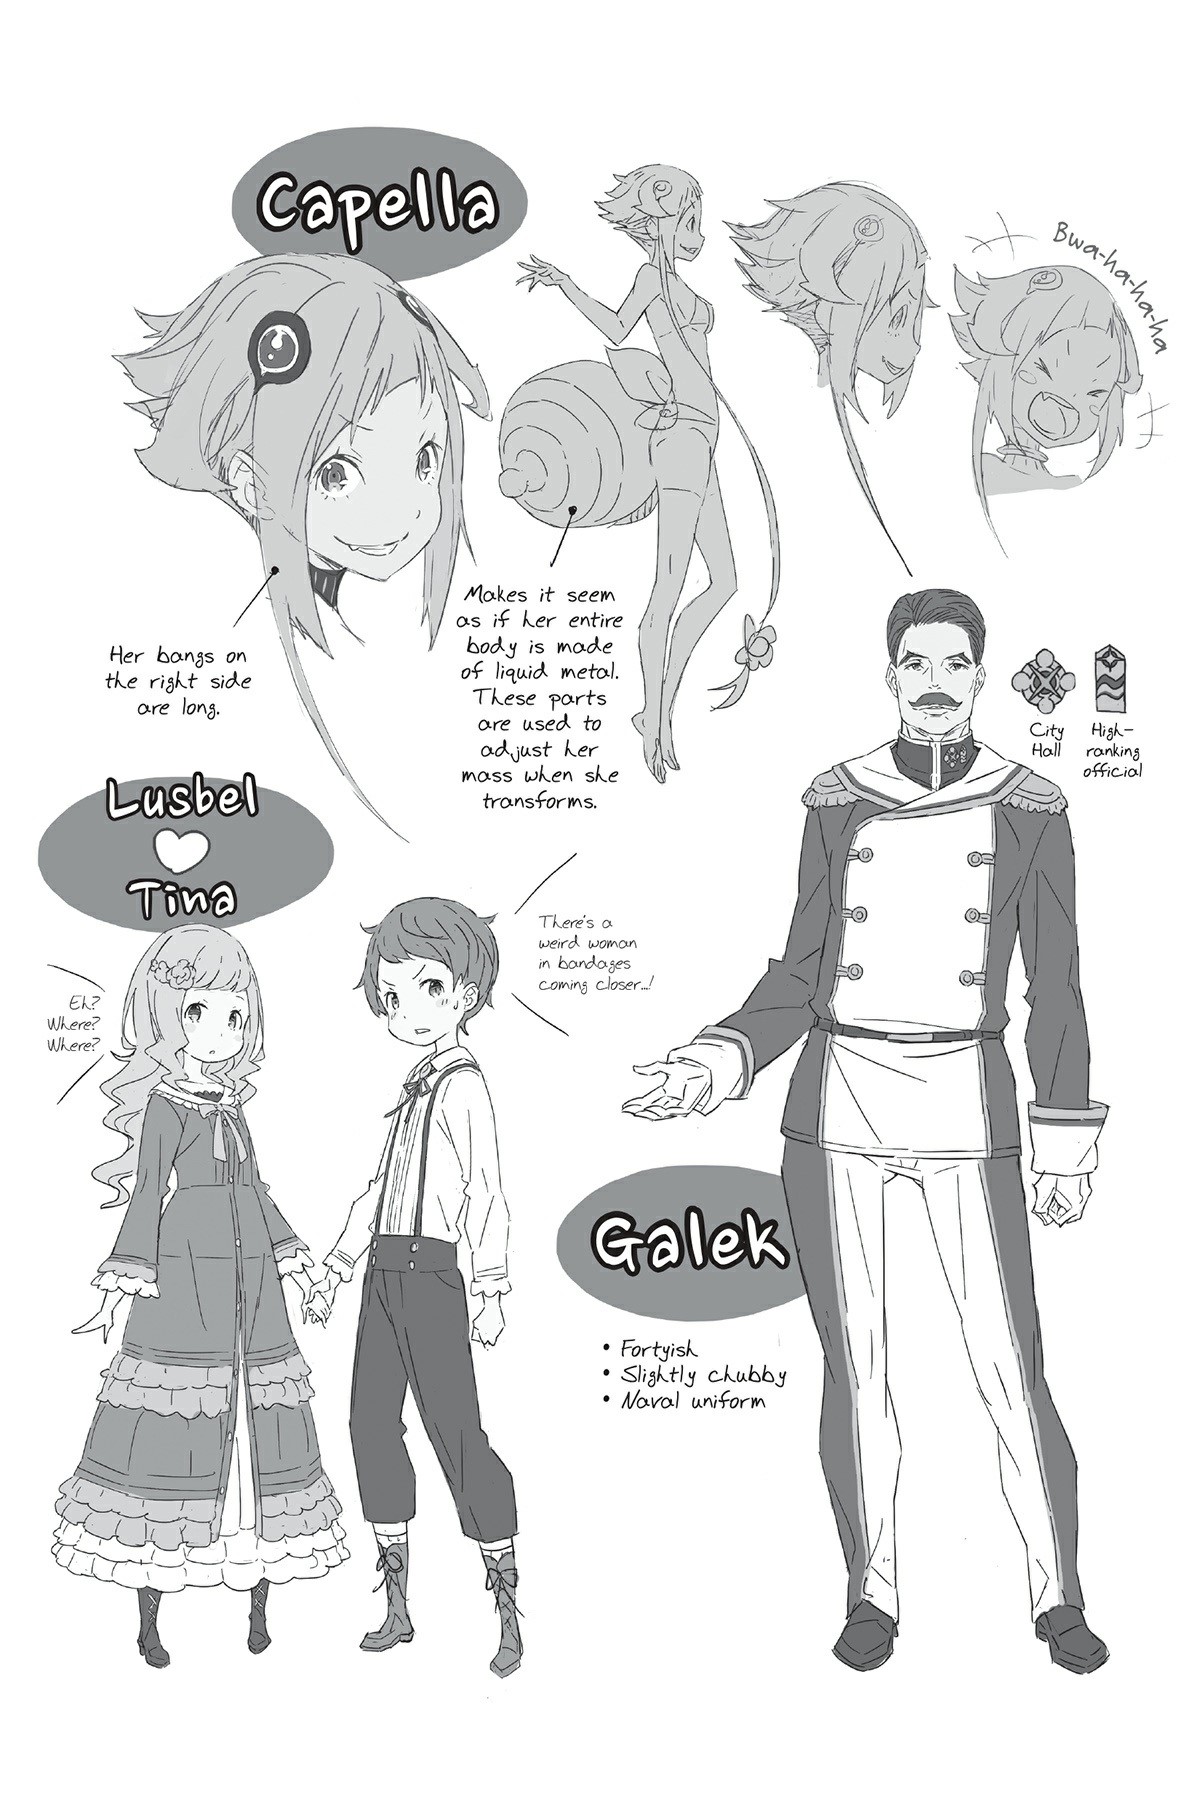 Capella
Bwa-ha-ha-ha-ha
Her bangs on
the right side
are long.
Makes it seem
as if her entire
body is made
of liquid metal.
These parts
are used to
adjust her
mass when she
transforms.
City
Hall
High-
ranking
official
Lusbel
Tina
Eh?
Where?
Where?
There's a
weird woman
in bandages
coming closer...!
Galek
• Fortyish
• Slightly chubby
• Naval uniform